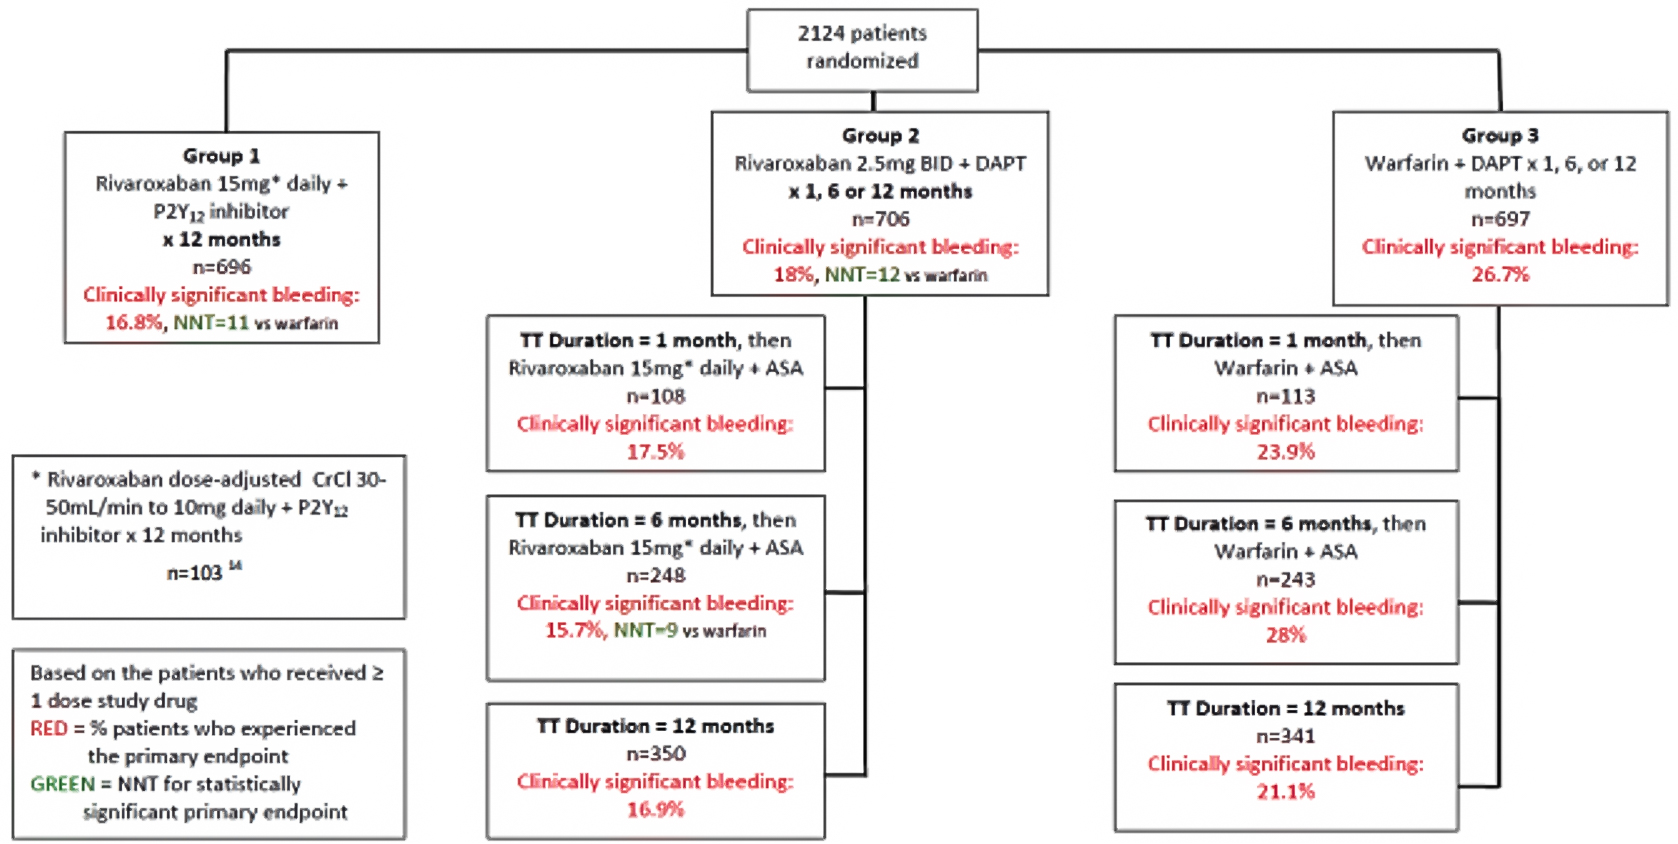 2124 patients
randomized
Group 1
Rivaroxaban 15mg* daily +
P2Y12 inhibitor
x 12 months
n=696
Clinically significant bleeding:
16.8%, NNT=11 vs warfarin
Group 2
Rivaroxaban 2.5mg BID + DAPT
x 1, 6 or 12 months
n=706
Clinically significant bleeding:
18%, NNT=12 vs warfarin
Group 3
Warfarin + DAPT x 1, 6, or 12
months
n=697
Clinically significant bleeding:
26.7%
TT Duration = 1 month, then
Rivaroxaban 15mg* daily + ASA
n=108
Clinically significant bleeding:
17.5%
TT Duration = 6 months, then
Rivaroxaban 15mg* daily + ASA
n=248
Clinically significant bleeding:
15.7%, NNT=9 vs warfarin
TT Duration = 12 months
n=350
Clinically significant bleeding:
16.9%
TT Duration = 1 month, then
Warfarin + ASA
n=113
Clinically significant bleeding:
23.9%
TT Duration = 6 months, then
Warfarin + ASA
n=243
Clinically significant bleeding:
28%
TT Duration = 12 months
n=341
Clinically significant bleeding:
21.1%
* Rivaroxaban dose-adjusted CrCl 30-
50mL/min to 10mg daily + P2Y12
inhibitor x 12 months
n=103 14
Based on the patients who received ≥
1 dose study drug
RED = % patients who experienced
the primary endpoint
GREEN = NNT for statistically
significant primary endpoint